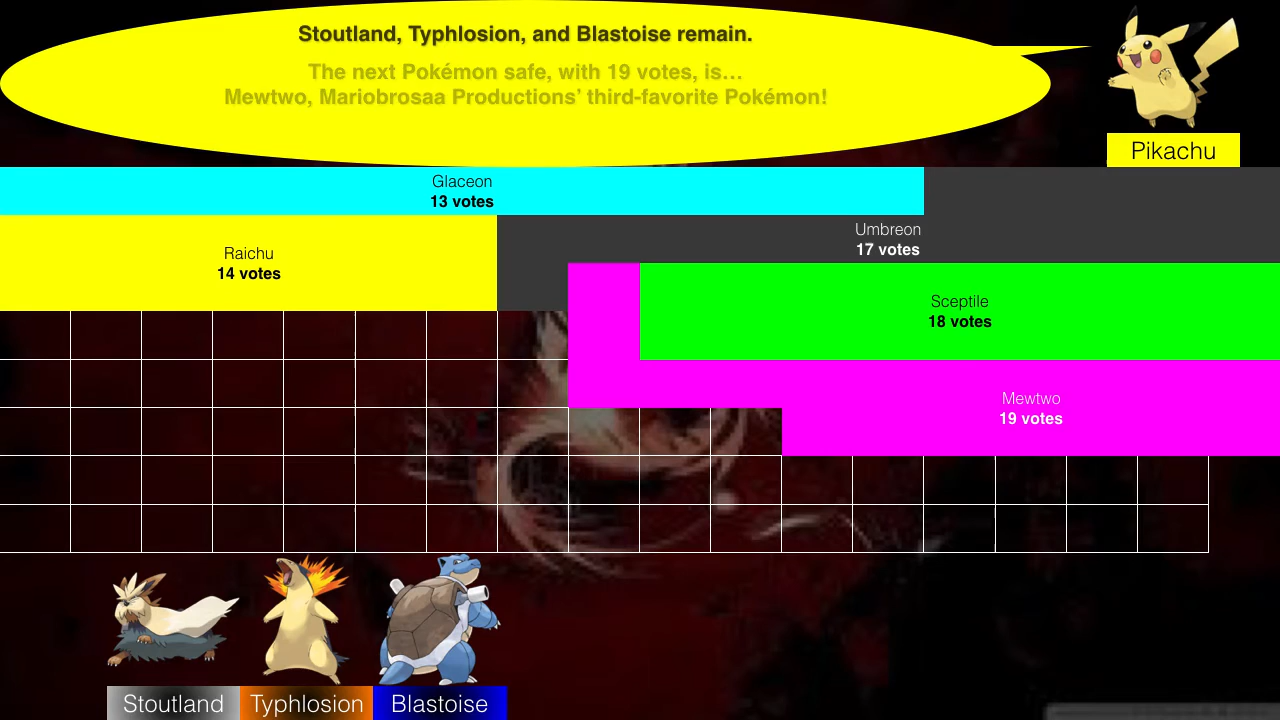 Stoutland, Typhlosion, and Blastoise remain.
The next Pokémon safe, with 19 votes, is…
Mewtwo, Mariobrosaa Productions’ third-favorite Pokémon!
Pikachu
Glaceon
13 votes
Umbreon
17 votes
Raichu
14 votes
Sceptile
18 votes
Mewtwo
19 votes
Stoutland
Typhlosion
Blastoise